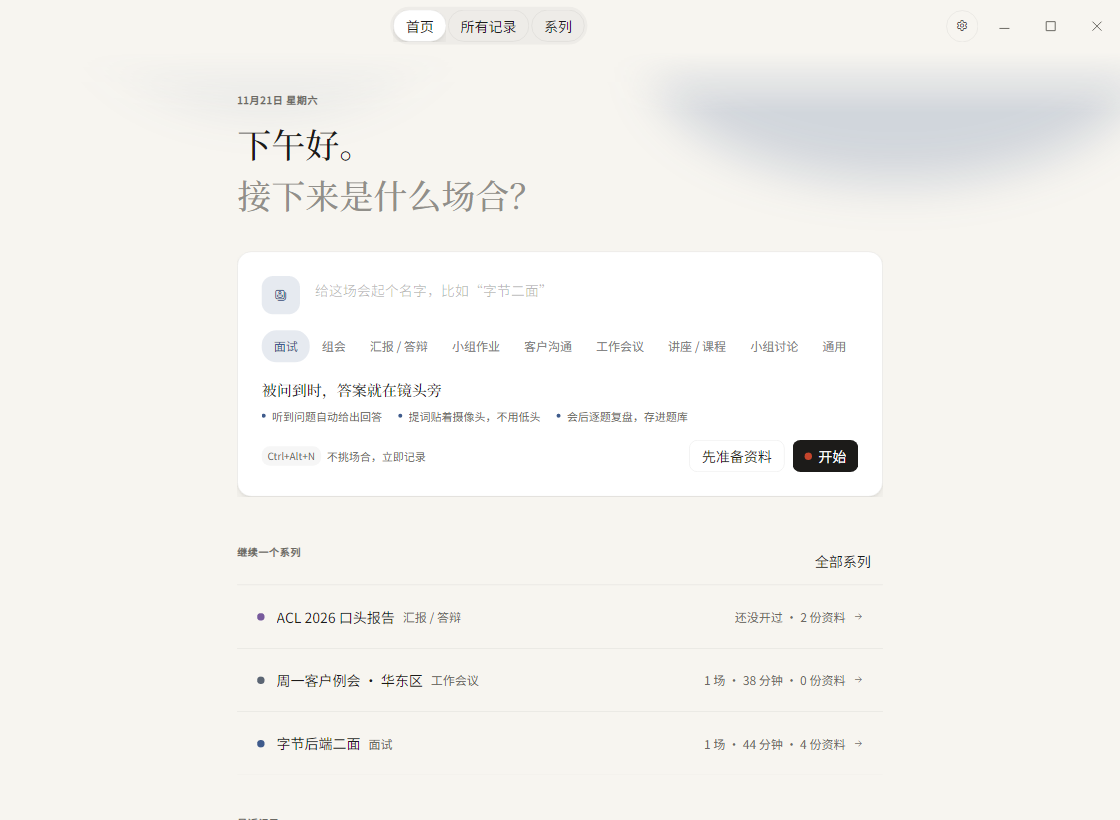 首页 所有记录 系列
11月21日 星期六
下午好。
接下来是什么场合？
给这场会起个名字，比如“字节二面”
面试 组会 汇报 / 答辩 小组作业 客户沟通 工作会议 讲座 / 课程 小组讨论 通用
被问到时，答案就在镜头旁
• 听到问题自动给出回答 • 提词贴着摄像头，不用低头 • 会后逐题复盘，存进题库
Ctrl+Alt+N 不挑场合，立即记录 先准备资料 开始
继续一个系列
全部系列
ACL 2026 口头报告 汇报 / 答辩 还没开过 · 2 份资料 →
周一客户例会 · 华东区 工作会议 1 场 · 38 分钟 · 0 份资料 →
字节后端二面 面试 1 场 · 44 分钟 · 4 份资料 →